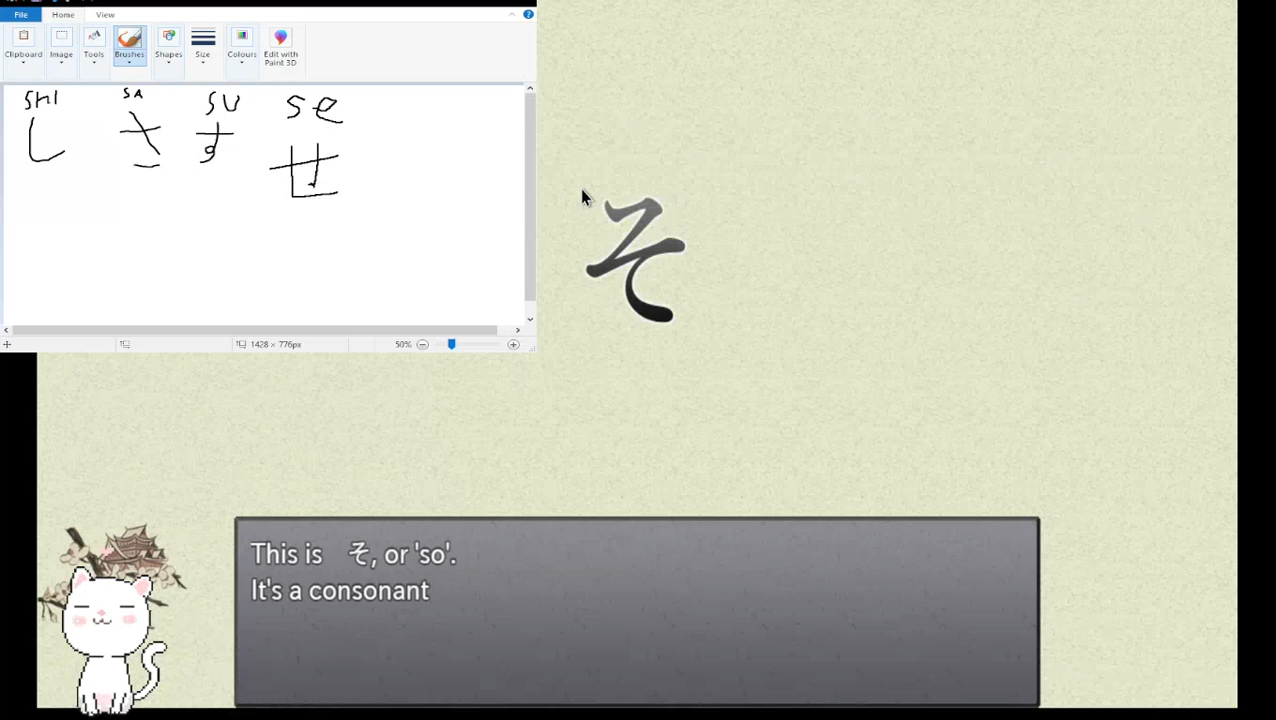 File Home View
Clipboard Image Tools Brushes Shapes Size Colours Edit with Paint 3D
SHI SA SU Se
し さ す せ
1428 × 776px 50%
そ
This is そ, or 'so'.
It's a consonant